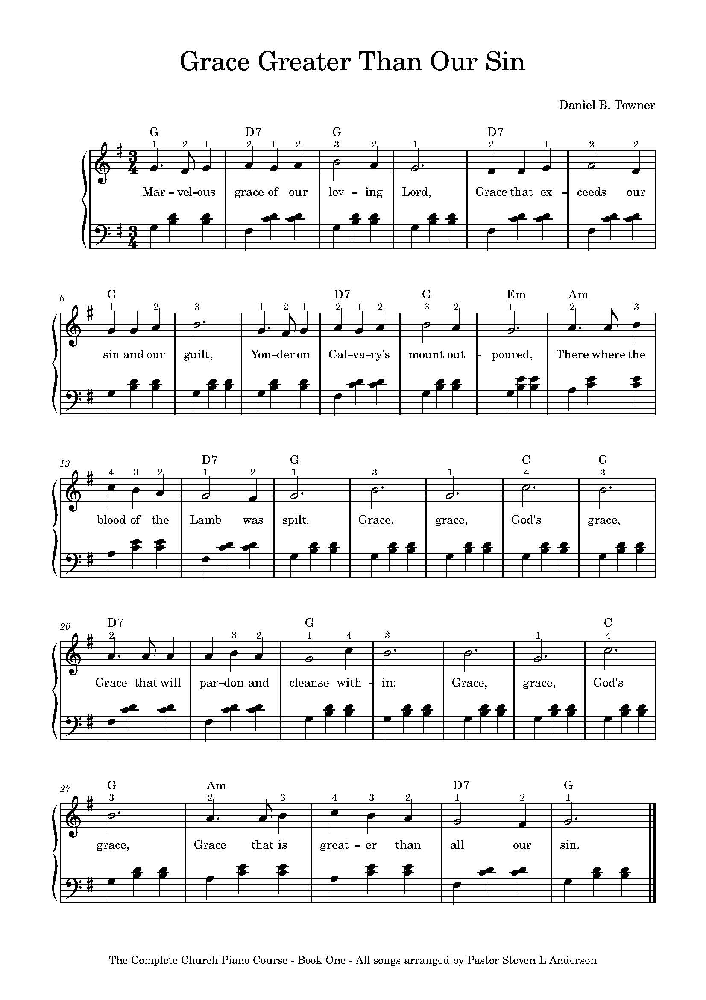 Grace Greater Than Our Sin
Daniel B. Towner
G D7 G D7
1 2 1 2 1 2 3 2 1 2 1 2 2
3 4
Mar – vel – ous grace of our lov – ing Lord, Grace that ex – ceeds our
3 4
6 G D7 G Em Am
1 2 3 1 2 1 2 1 2 3 2 1 2 3
sin and our guilt, Yon – der on Cal – va – ry's mount out – poured, There where the
13 D7 G C G
4 3 2 1 2 1 3 1 4 3
blood of the Lamb was spilt. Grace, grace, God's grace,
20 D7 G C
2 3 2 1 4 3 1 4
Grace that will par – don and cleanse with – in; Grace, grace, God's
27 G Am D7 G
3 2 3 4 3 2 1 2 1
grace, Grace that is great – er than all our sin.
The Complete Church Piano Course - Book One - All songs arranged by Pastor Steven L Anderson